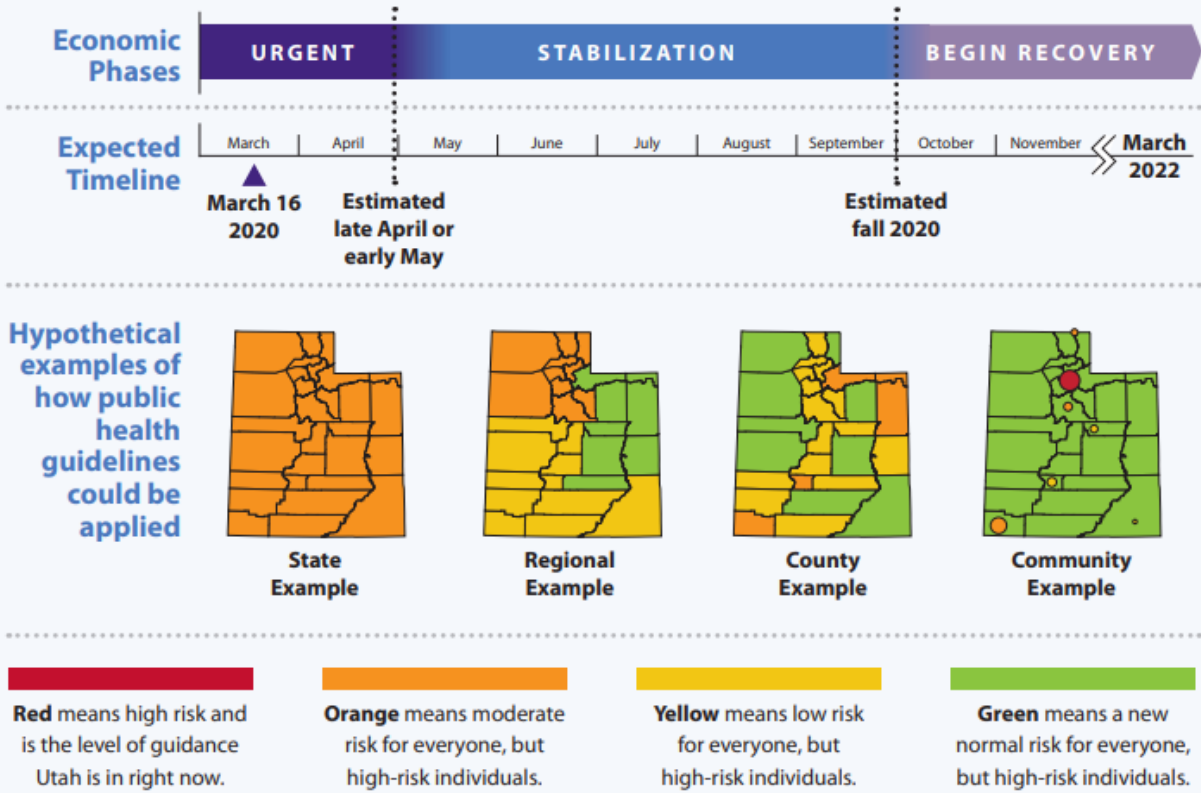 Economic
Phases
URGENT
STABILIZATION
BEGIN RECOVERY
Expected
Timeline
March
April
May
June
July
August
September
October
November
March
2022
March 16
2020
Estimated
late April or
early May
Estimated
fall 2020
Hypothetical
examples of
how public
health
guidelines
could be
applied
State
Example
Regional
Example
County
Example
Community
Example
Red means high risk and
is the level of guidance
Utah is in right now.
Orange means moderate
risk for everyone, but
high-risk individuals.
Yellow means low risk
for everyone, but
high-risk individuals.
Green means a new
normal risk for everyone,
but high-risk individuals.